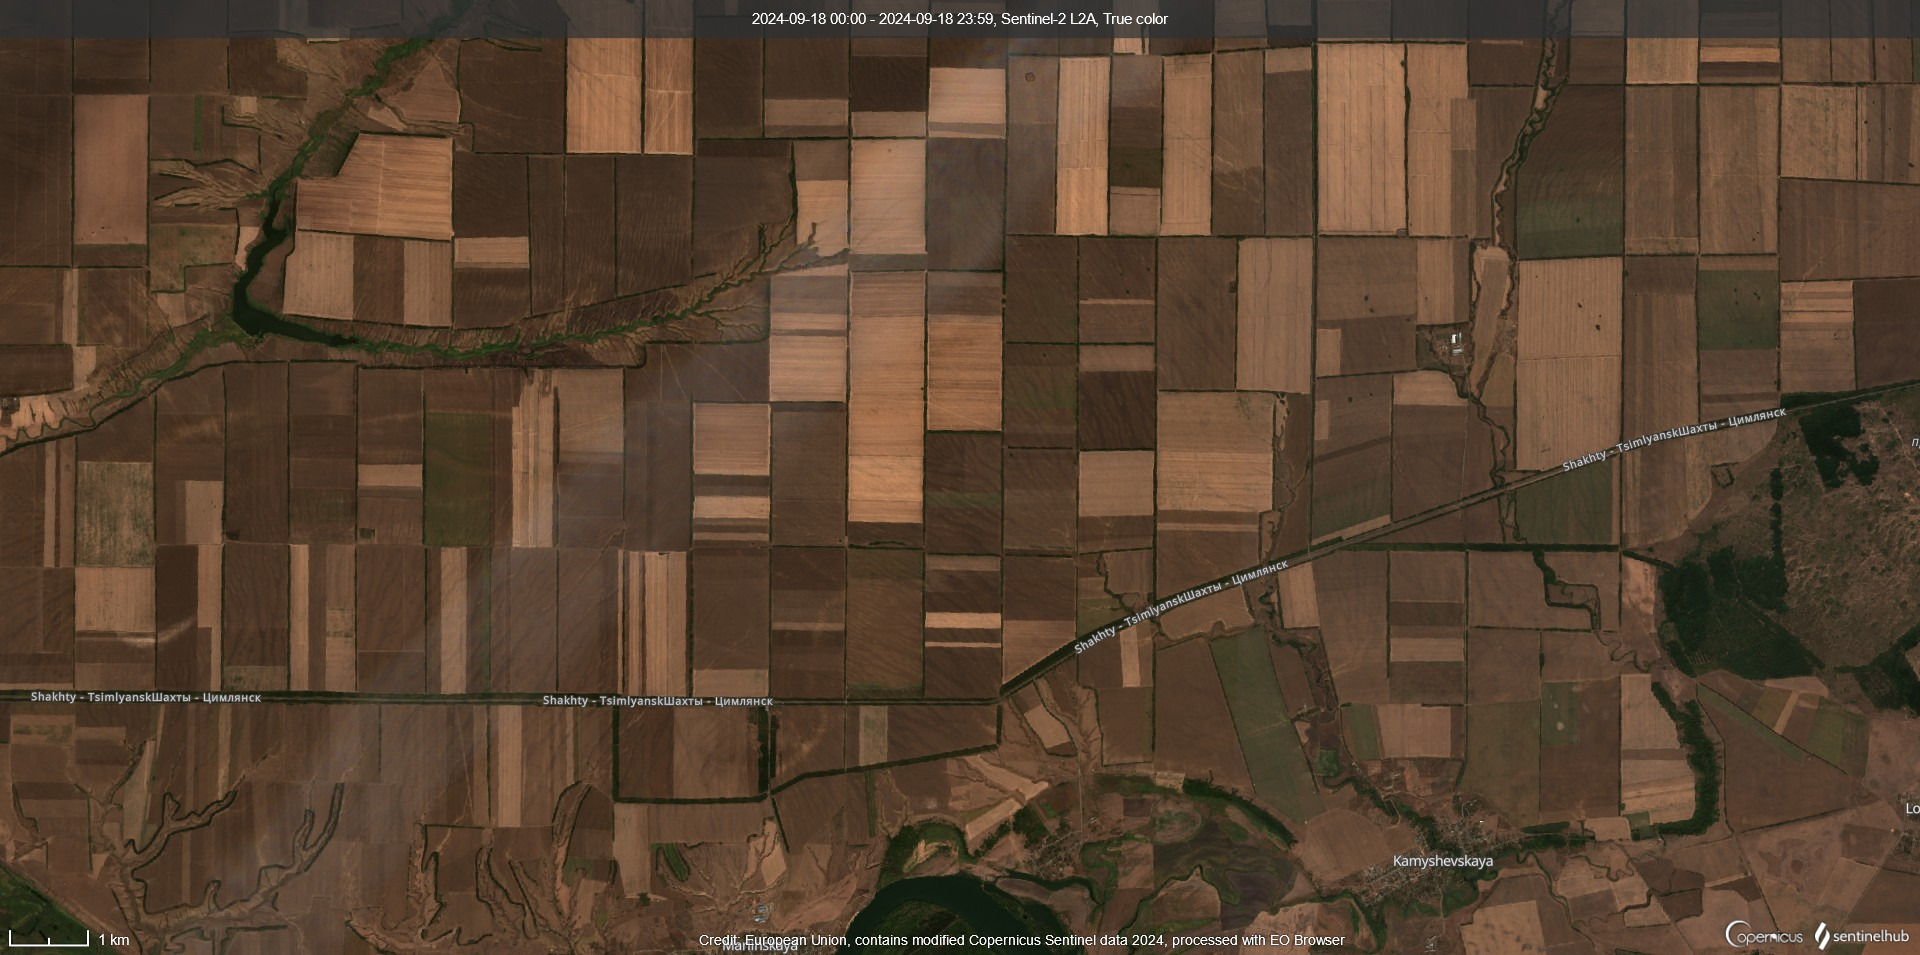 2024-09-18 00:00 - 2024-09-18 23:59, Sentinel-2 L2A, True color
Shakhty - TsimlyanskШахты - Цимлянск
Shakhty - TsimlyanskШахты - Цимлянск
Shakhty - TsimlyanskШахты - Цимлянск
Shakhty - TsimlyanskШахты - Цимлянск
Lo
Kamyshevskaya
1 km
Credit: European Union, contains modified Copernicus Sentinel data 2024, processed with EO Browser
Copernicus
sentinelhub